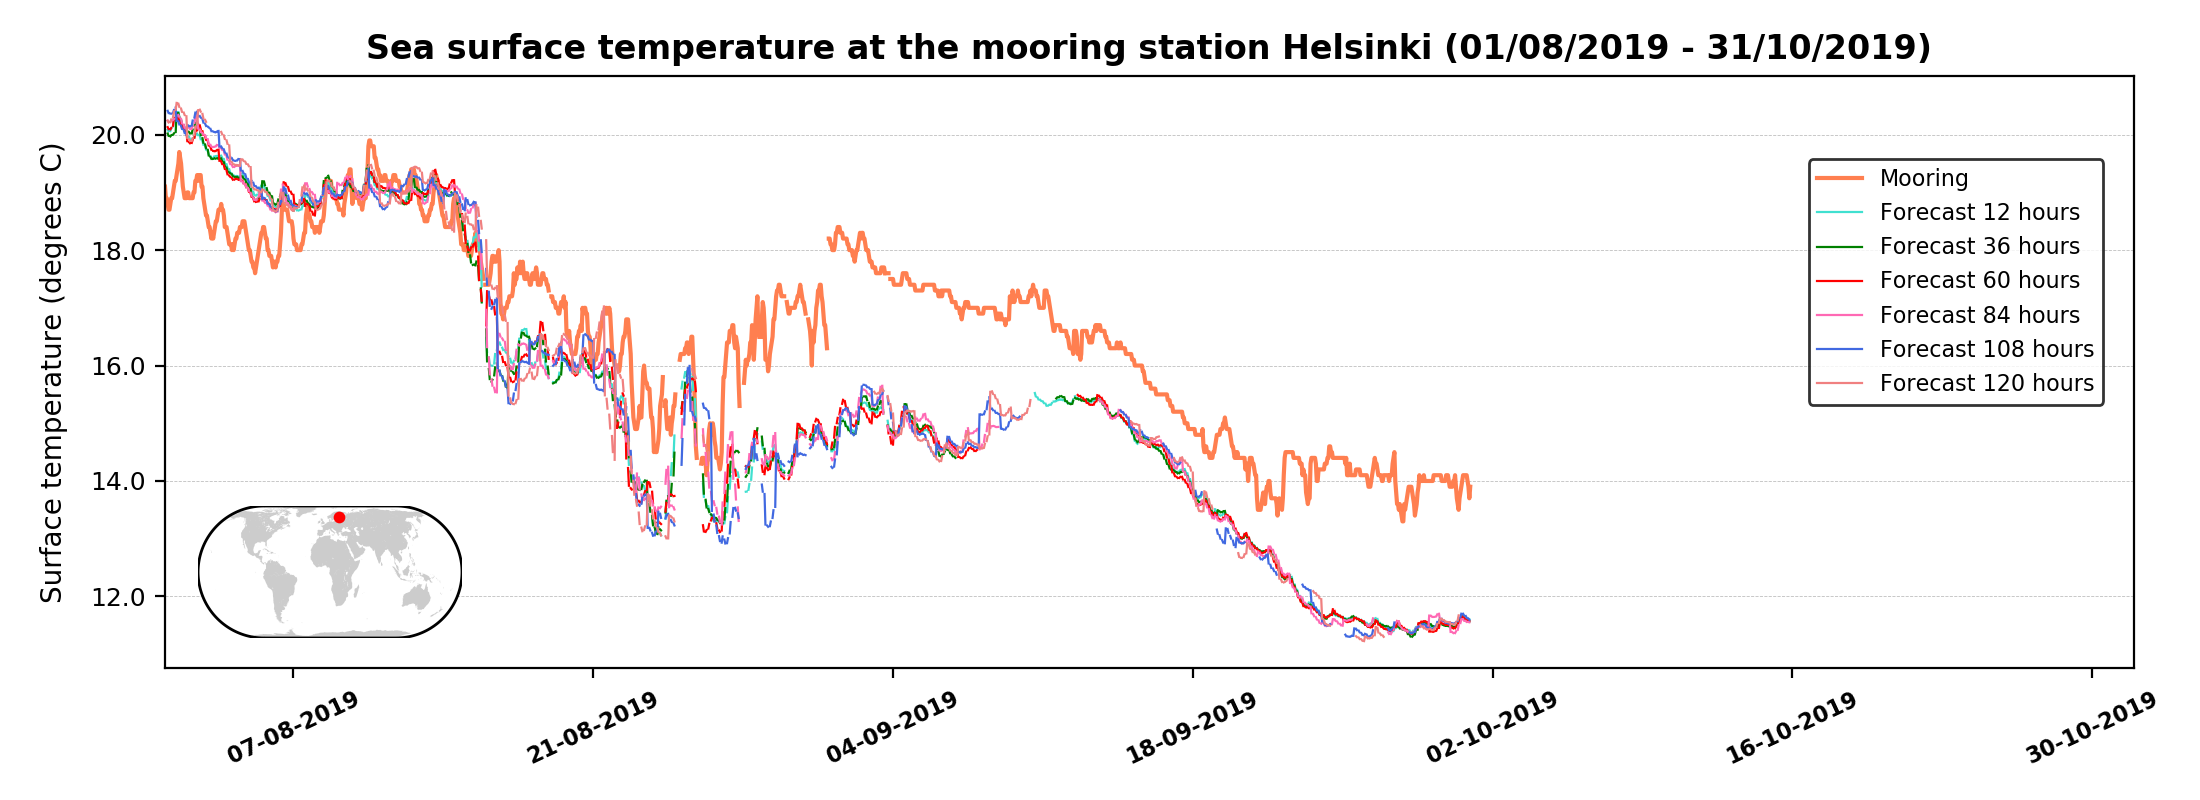 Sea surface temperature at the mooring station Helsinki (01/08/2019 - 31/10/2019)
Surface temperature (degrees C)
20.0
18.0
16.0
14.0
12.0
Mooring
Forecast 12 hours
Forecast 36 hours
Forecast 60 hours
Forecast 84 hours
Forecast 108 hours
Forecast 120 hours
07-08-2019
21-08-2019
04-09-2019
18-09-2019
02-10-2019
16-10-2019
30-10-2019